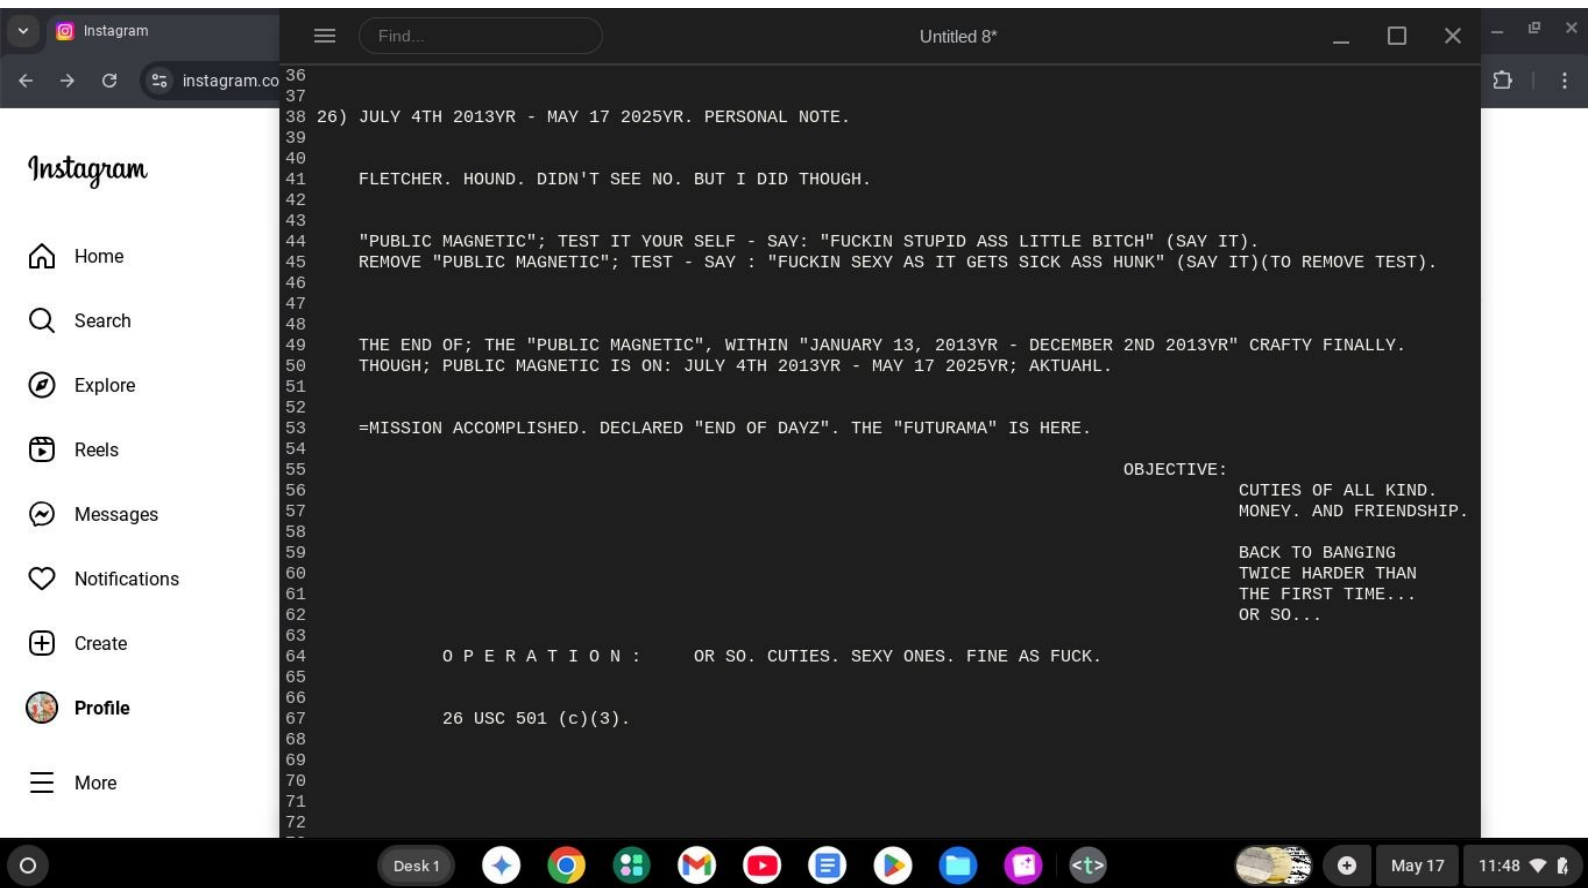 Instagram
instagram.co
Find...
Untitled 8*
Instagram
Home
Search
Explore
Reels
Messages
Notifications
Create
Profile
More
36
37
38 26) JULY 4TH 2013YR - MAY 17 2025YR. PERSONAL NOTE.
39
40
41 FLETCHER. HOUND. DIDN'T SEE NO. BUT I DID THOUGH.
42
43
44 "PUBLIC MAGNETIC"; TEST IT YOUR SELF - SAY: "FUCKIN STUPID ASS LITTLE BITCH" (SAY IT).
45 REMOVE "PUBLIC MAGNETIC"; TEST - SAY : "FUCKIN SEXY AS IT GETS SICK ASS HUNK" (SAY IT)(TO REMOVE TEST).
46
47
48
49 THE END OF; THE "PUBLIC MAGNETIC", WITHIN "JANUARY 13, 2013YR - DECEMBER 2ND 2013YR" CRAFTY FINALLY.
50 THOUGH; PUBLIC MAGNETIC IS ON: JULY 4TH 2013YR - MAY 17 2025YR; AKTUAHL.
51
52
53 =MISSION ACCOMPLISHED. DECLARED "END OF DAYZ". THE "FUTURAMA" IS HERE.
54
55 OBJECTIVE:
56 CUTIES OF ALL KIND.
57 MONEY. AND FRIENDSHIP.
58
59 BACK TO BANGING
60 TWICE HARDER THAN
61 THE FIRST TIME...
62 OR SO...
63
64 O P E R A T I O N : OR SO. CUTIES. SEXY ONES. FINE AS FUCK.
65
66
67 26 USC 501 (c)(3).
68
69
70
71
72
Desk 1
<t>
May 17
11:48